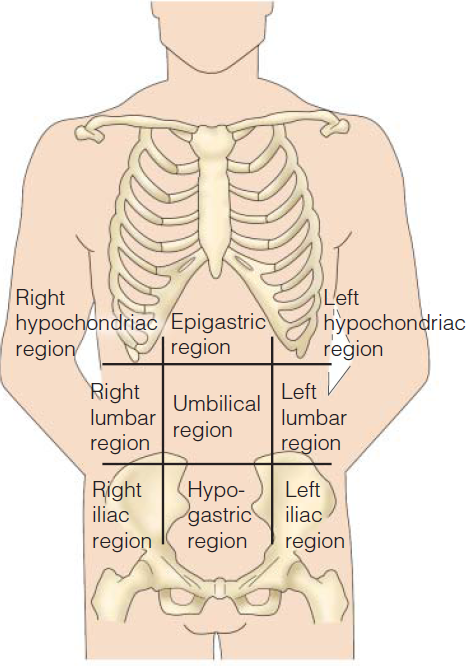 Right
hypochondriac
region
Epigastric
region
Left
hypochondriac
region
Right
lumbar
region
Umbilical
region
Left
lumbar
region
Right
iliac
region
Hypo-
gastric
region
Left
iliac
region